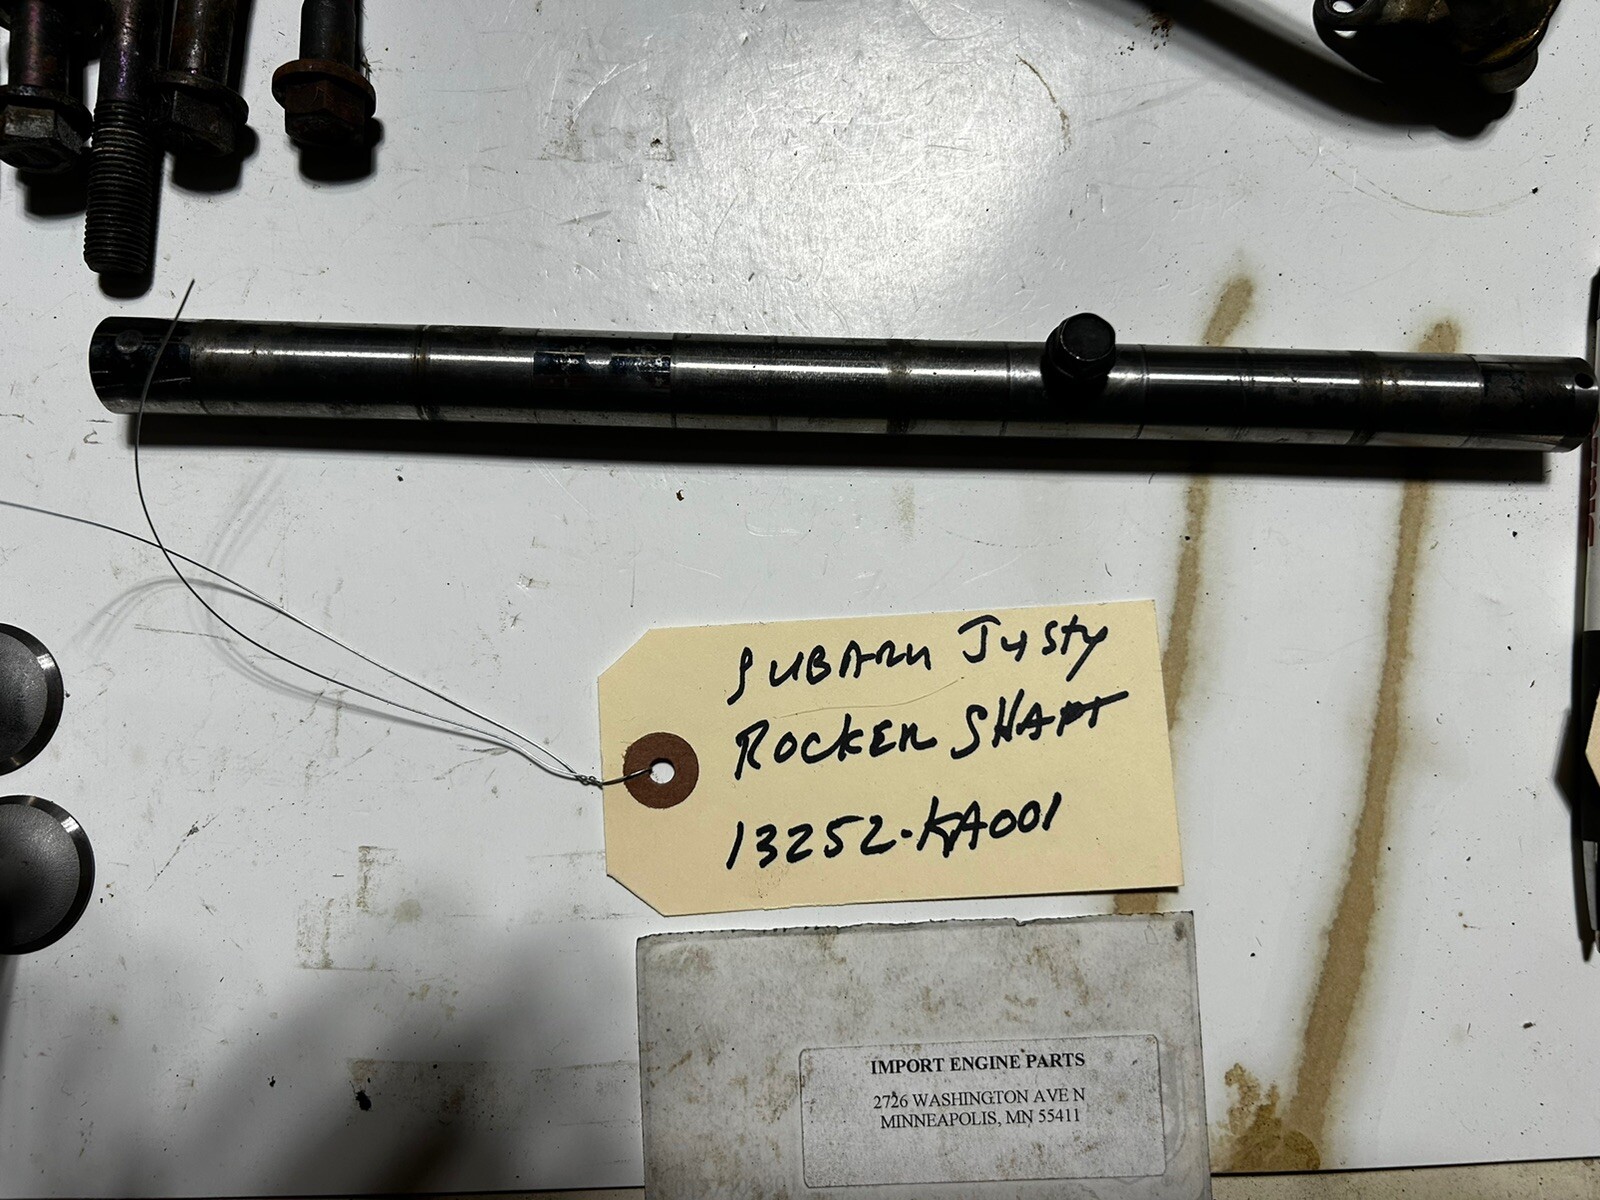 SUBARU Justy
ROCKER SHAFT
13252-KA001
IMPORT ENGINE PARTS
2726 WASHINGTON AVE N
MINNEAPOLIS, MN 55411